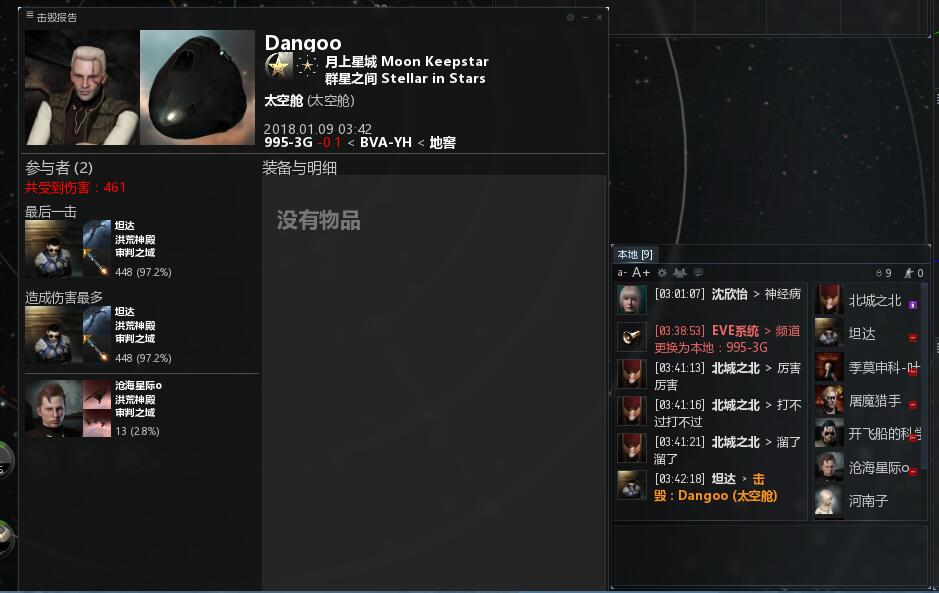 击毁报告
Dangoo
月上星城 Moon Keepstar
群星之间 Stellar in Stars
太空舱 (太空舱)
2018.01.09 03:42
995-3G -0.1 < BVA-YH < 地窖
参与者 (2)
共受到伤害：461
最后一击
坦达
洪荒神殿
审判之域
448 (97.2%)
造成伤害最多
坦达
洪荒神殿
审判之域
448 (97.2%)
沧海星际o
洪荒神殿
审判之域
13 (2.8%)
装备与明细
没有物品
本地 [9]
a- A+
9
0
[03:01:07] 沈欣怡 > 神经病
[03:38:53] EVE系统 > 频道
更换为本地：995-3G
[03:41:13] 北城之北 > 厉害
厉害
[03:41:16] 北城之北 > 打不
过打不过
[03:41:21] 北城之北 > 溜了
溜了
[03:42:18] 坦达 > 击
毁：Dangoo (太空舱)
北城之北
坦达
季莫申科-叶
屠魔猎手
开飞船的科学
沧海星际o
河南子